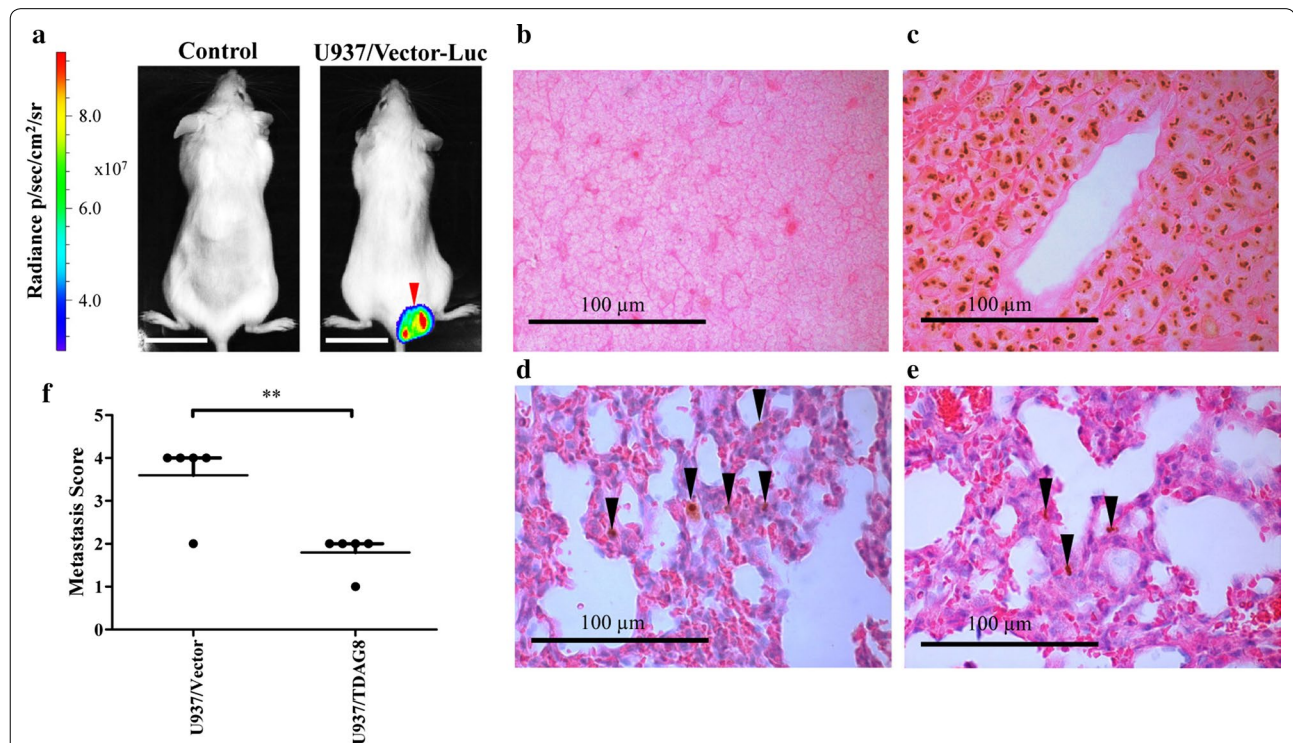 a
Control
U937/Vector-Luc
Radiance p/sec/cm²/sr
8.0
x10⁷
6.0
4.0
b
100 µm
c
100 µm
f
**
Metastasis Score
5
4
3
2
1
0
U937/Vector
U937/TDAG8
d
100 µm
e
100 µm